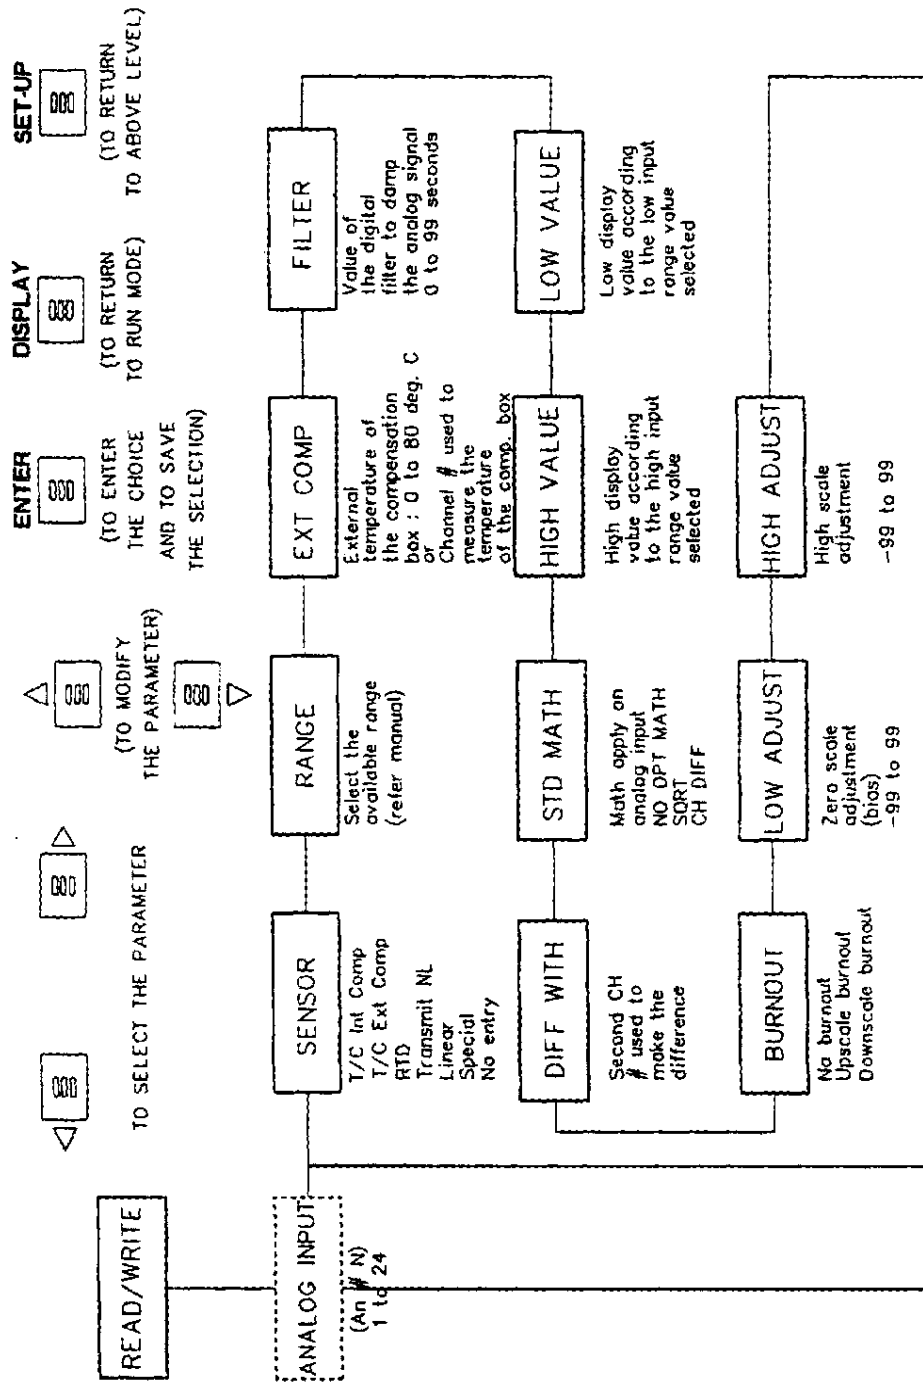 ENTER
DISPLAY
SET-UP
TO SELECT THE PARAMETER
(TO MODIFY
THE PARAMETER)
(TO ENTER
THE CHOICE
AND TO SAVE
THE SELECTION)
(TO RETURN
TO RUN MODE)
(TO RETURN
TO ABOVE LEVEL)
READ/WRITE
ANALOG INPUT
(An # N)
1 to 24
SENSOR
T/C Int Comp
T/C Ext Comp
RTD
Transmit NL
Linear
Special
No entry
RANGE
Select the
available range
(refer manual)
EXT COMP
External
temperature of
the compensation
box : 0 to 80 deg. C
or
Channel # used to
measure the
temperature
of the comp. box
FILTER
Value of
the digital
filter to damp
the analog signal
0 to 99 seconds
DIFF WITH
Second CH
# used to
make the
difference
STD MATH
Math apply on
analog input
NO OPT MATH
SQRT
CH DIFF
HIGH VALUE
High display
value according
to the high input
range value
selected
LOW VALUE
Low display
value according
to the low input
range value
selected
BURNOUT
No burnout
Upscale burnout
Downscale burnout
LOW ADJUST
Zero scale
adjustment
(bias)
-99 to 99
HIGH ADJUST
High scale
adjustment
-99 to 99